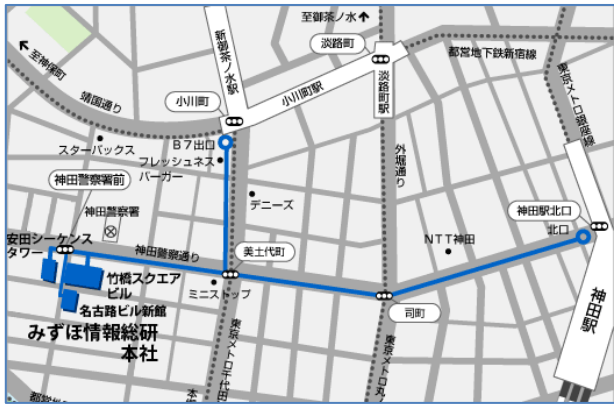 至御茶ノ水
新御茶ノ水駅
淡路町
都営地下鉄新宿線
至神保町
靖国通り
小川町
小川町駅
淡路町駅
東京メトロ銀座線
スターバックス
B7出口
フレッシュネス
バーガー
外堀通り
神田警察署前
神田警察署
デニーズ
神田駅北口
北口
安田シーケンス
タワー
神田警察通り
美土代町
NTT神田
竹橋スクエア
ビル
ミニストップ
名古路ビル新館
司町
神田駅
みずほ情報総研
本社
東京メトロ千代田
東京メトロ丸ノ
都営
本